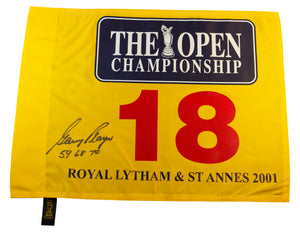 THE OPEN
CHAMPIONSHIP
18
Gary Player
59 68 74
ROYAL LYTHAM & ST ANNES 2001